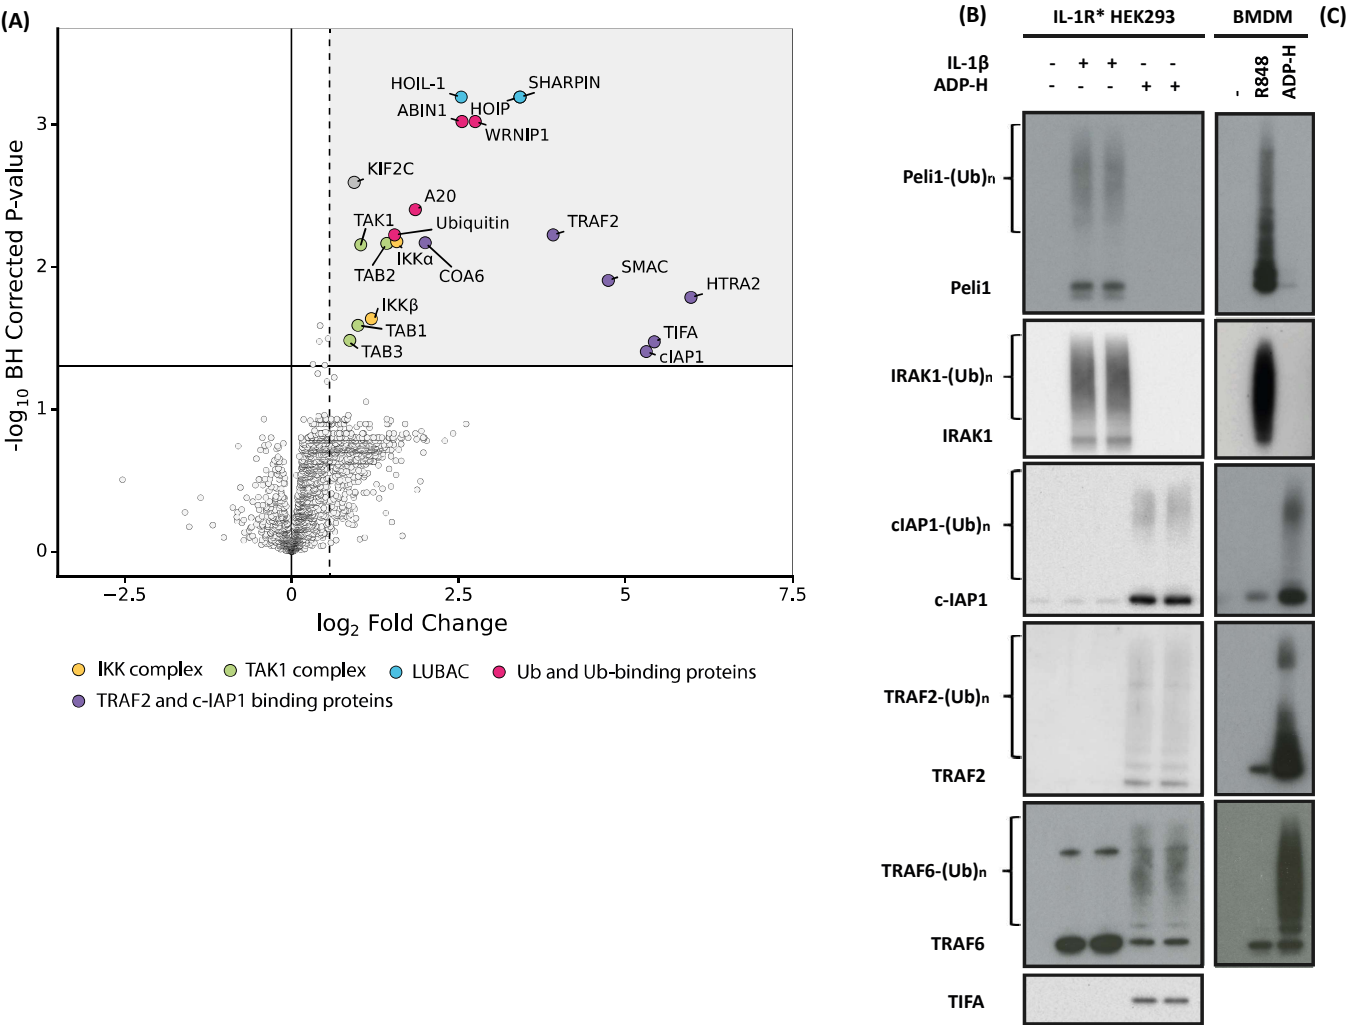 (A)
-log10 BH Corrected P-value
3
2
1
0
HOIL-1
SHARPIN
ABIN1
HOIP
WRNIP1
KIF2C
A20
TAK1
Ubiquitin
TRAF2
TAB2
IKKα
COA6
SMAC
HTRA2
IKKβ
TAB1
TIFA
TAB3
cIAP1
−2.5
0
2.5
5
7.5
log2 Fold Change
IKK complex
TAK1 complex
LUBAC
Ub and Ub-binding proteins
TRAF2 and c-IAP1 binding proteins
(B)
IL-1R* HEK293
BMDM
(C)
IL-1β
- + + - -
ADP-H
- - - + +
-
R848
ADP-H
Peli1-(Ub)n
Peli1
IRAK1-(Ub)n
IRAK1
cIAP1-(Ub)n
c-IAP1
TRAF2-(Ub)n
TRAF2
TRAF6-(Ub)n
TRAF6
TIFA